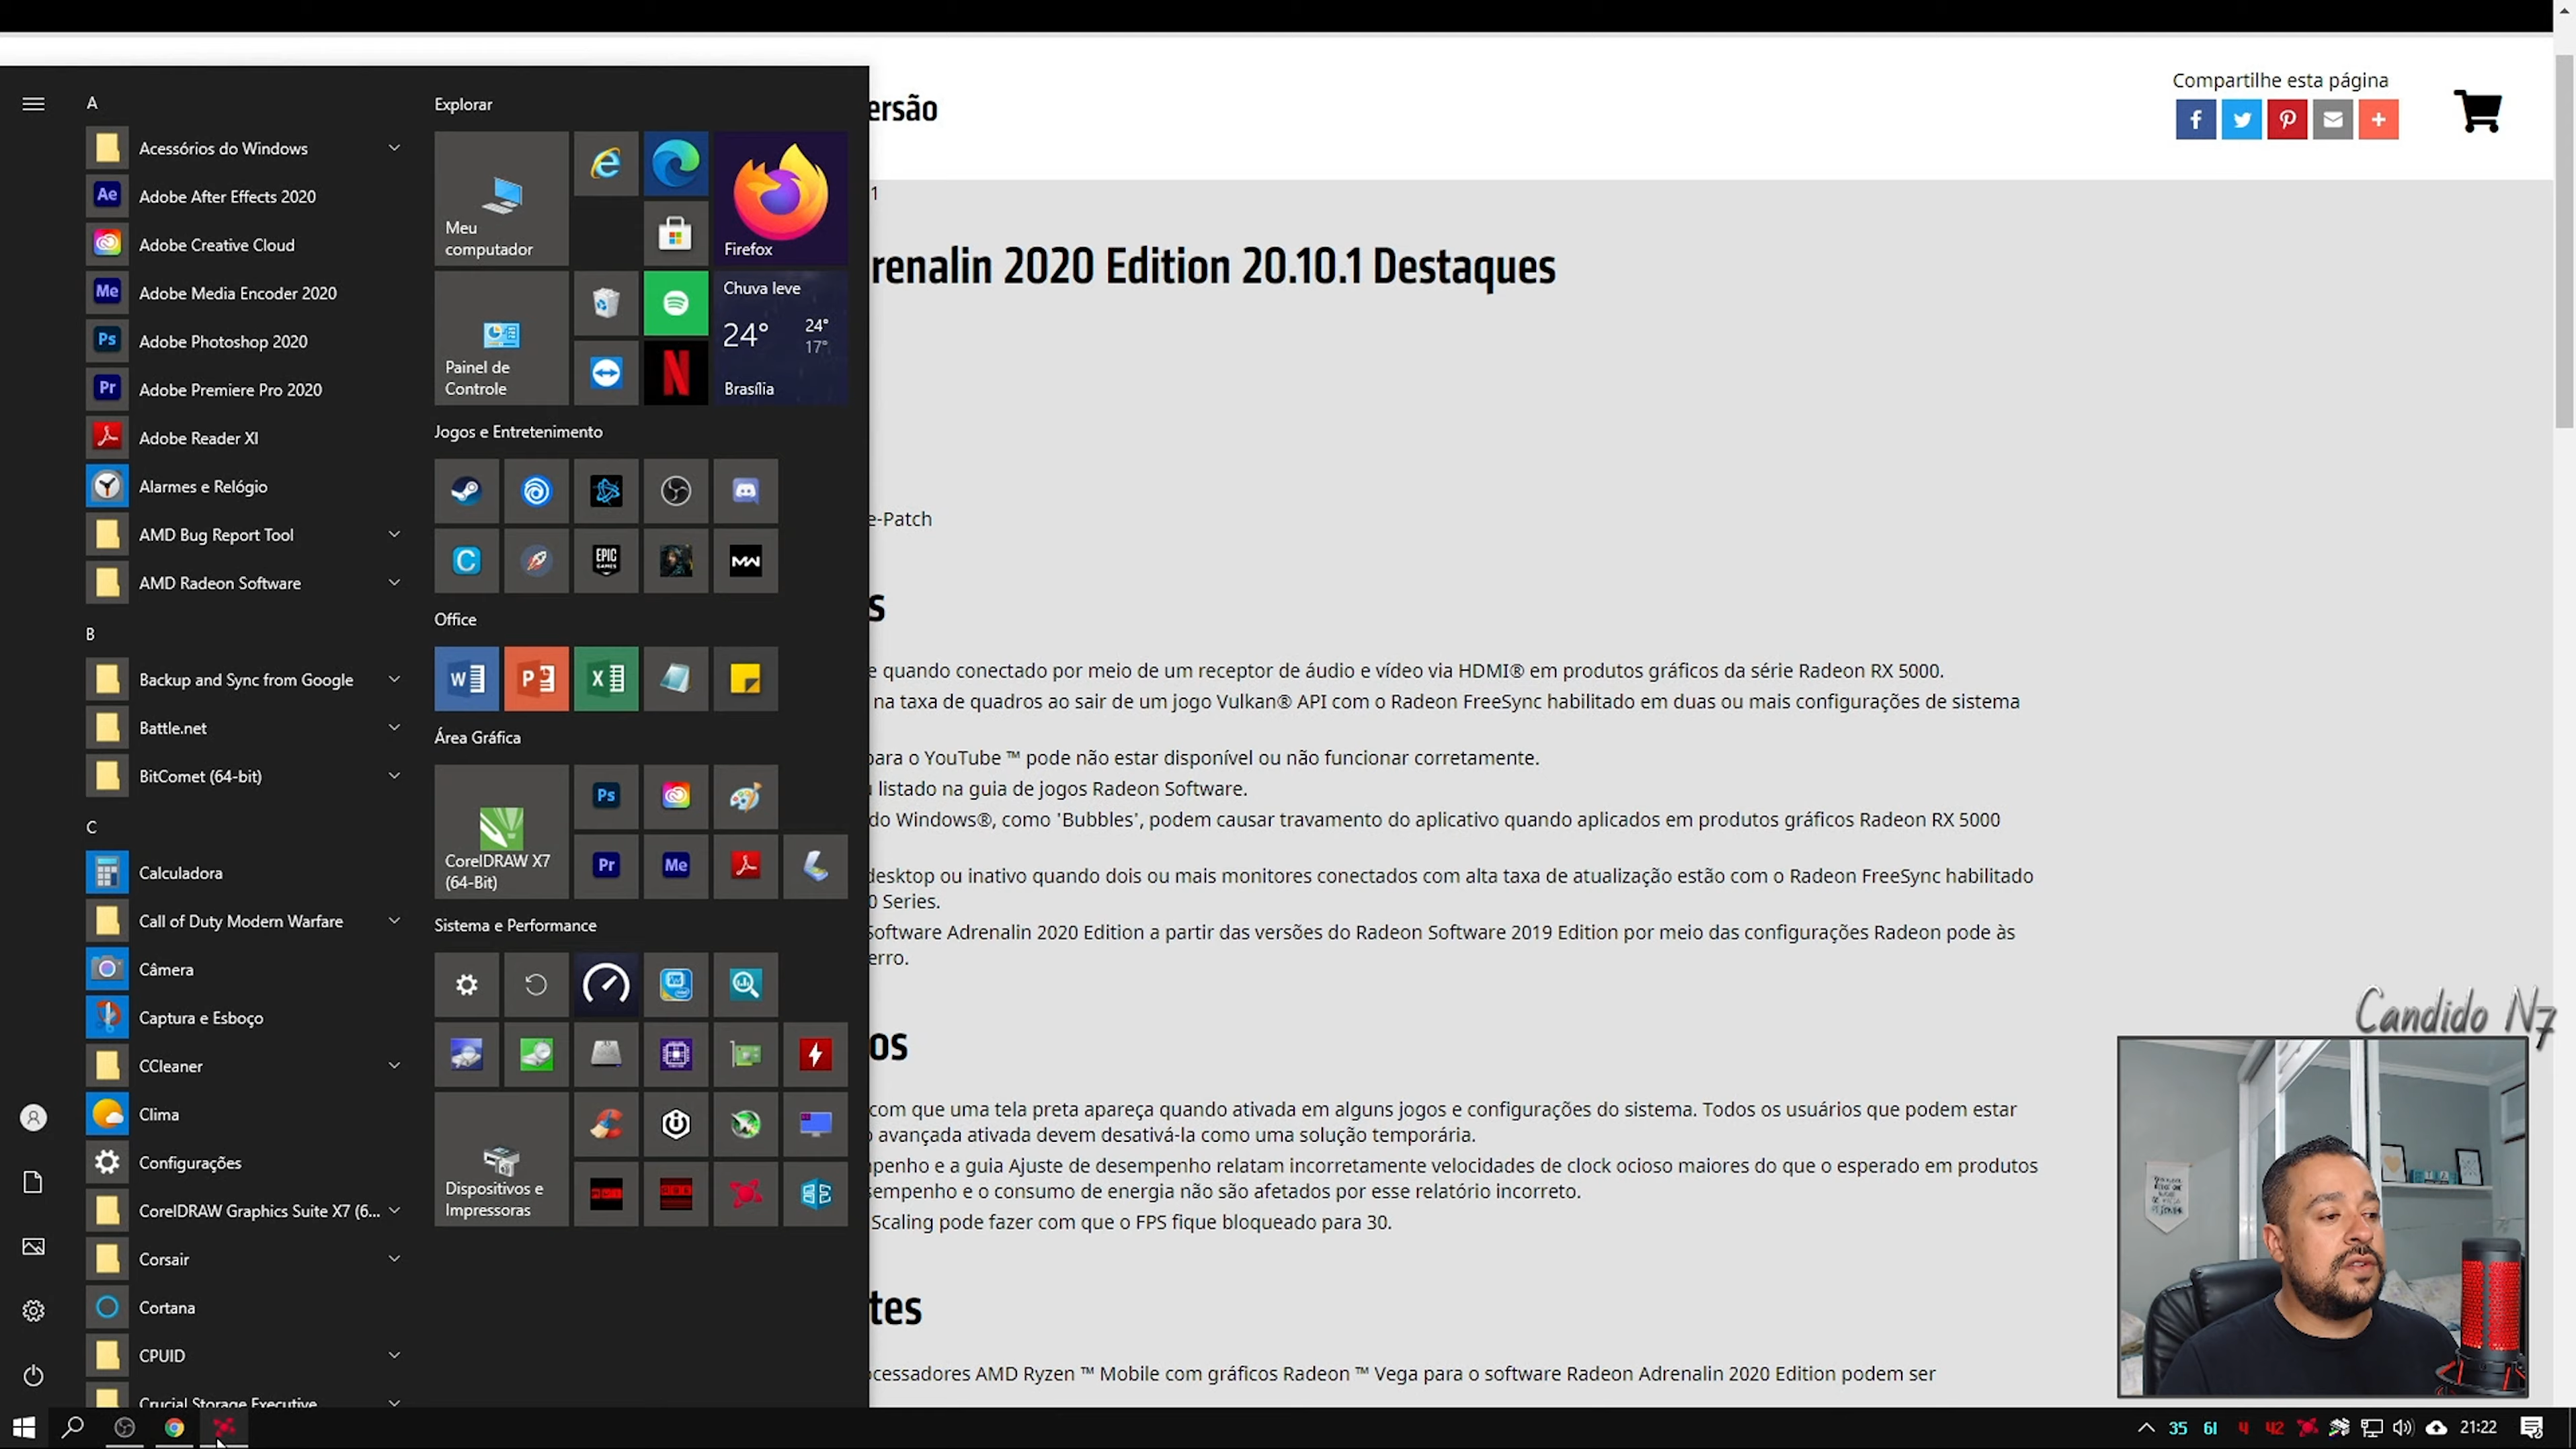 A
Acessórios do Windows
Adobe After Effects 2020
Adobe Creative Cloud
Adobe Media Encoder 2020
Adobe Photoshop 2020
Adobe Premiere Pro 2020
Adobe Reader XI
Alarmes e Relógio
AMD Bug Report Tool
AMD Radeon Software
B
Backup and Sync from Google
Battle.net
BitComet (64-bit)
C
Calculadora
Call of Duty Modern Warfare
Câmera
Captura e Esboço
CCleaner
Clima
Configurações
CorelDRAW Graphics Suite X7 (6...
Corsair
Cortana
CPUID
Crucial Storage Executive
Explorar
Meu
computador
Firefox
Painel de
Controle
Chuva leve
24°
24°
17°
Brasília
Jogos e Entretenimento
EPIC
GAMES
Office
Área Gráfica
CorelDRAW X7
(64-Bit)
Ps
Pr
Me
Sistema e Performance
Dispositivos e
Impressoras
ersão
Compartilhe esta página
1
renalin 2020 Edition 20.10.1 Destaques
e-Patch
s
e quando conectado por meio de um receptor de áudio e vídeo via HDMI® em produtos gráficos da série Radeon RX 5000.
na taxa de quadros ao sair de um jogo Vulkan® API com o Radeon FreeSync habilitado em duas ou mais configurações de sistema
para o YouTube ™ pode não estar disponível ou não funcionar corretamente.
listado na guia de jogos Radeon Software.
do Windows®, como 'Bubbles', podem causar travamento do aplicativo quando aplicados em produtos gráficos Radeon RX 5000
desktop ou inativo quando dois ou mais monitores conectados com alta taxa de atualização estão com o Radeon FreeSync habilitado
0 Series.
Software Adrenalin 2020 Edition a partir das versões do Radeon Software 2019 Edition por meio das configurações Radeon pode às
erro.
os
com que uma tela preta apareça quando ativada em alguns jogos e configurações do sistema. Todos os usuários que podem estar
o avançada ativada devem desativá-la como uma solução temporária.
mpenho e a guia Ajuste de desempenho relatam incorretamente velocidades de clock ocioso maiores do que o esperado em produtos
sempenho e o consumo de energia não são afetados por esse relatório incorreto.
Scaling pode fazer com que o FPS fique bloqueado para 30.
tes
cessadores AMD Ryzen ™ Mobile com gráficos Radeon ™ Vega para o software Radeon Adrenalin 2020 Edition podem ser
Candido N7
35 61 4 42 21:22